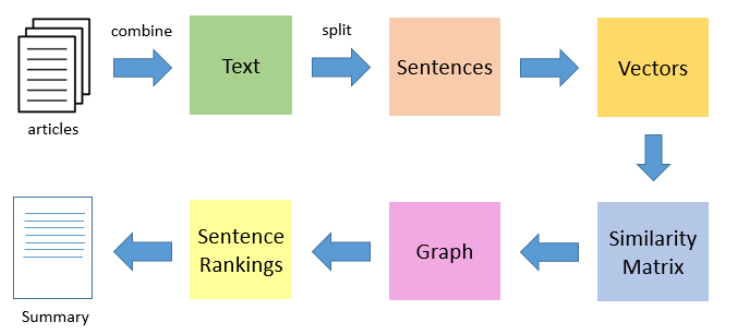 combine
split
Text
Sentences
Vectors
articles
Sentence
Rankings
Graph
Similarity
Matrix
Summary